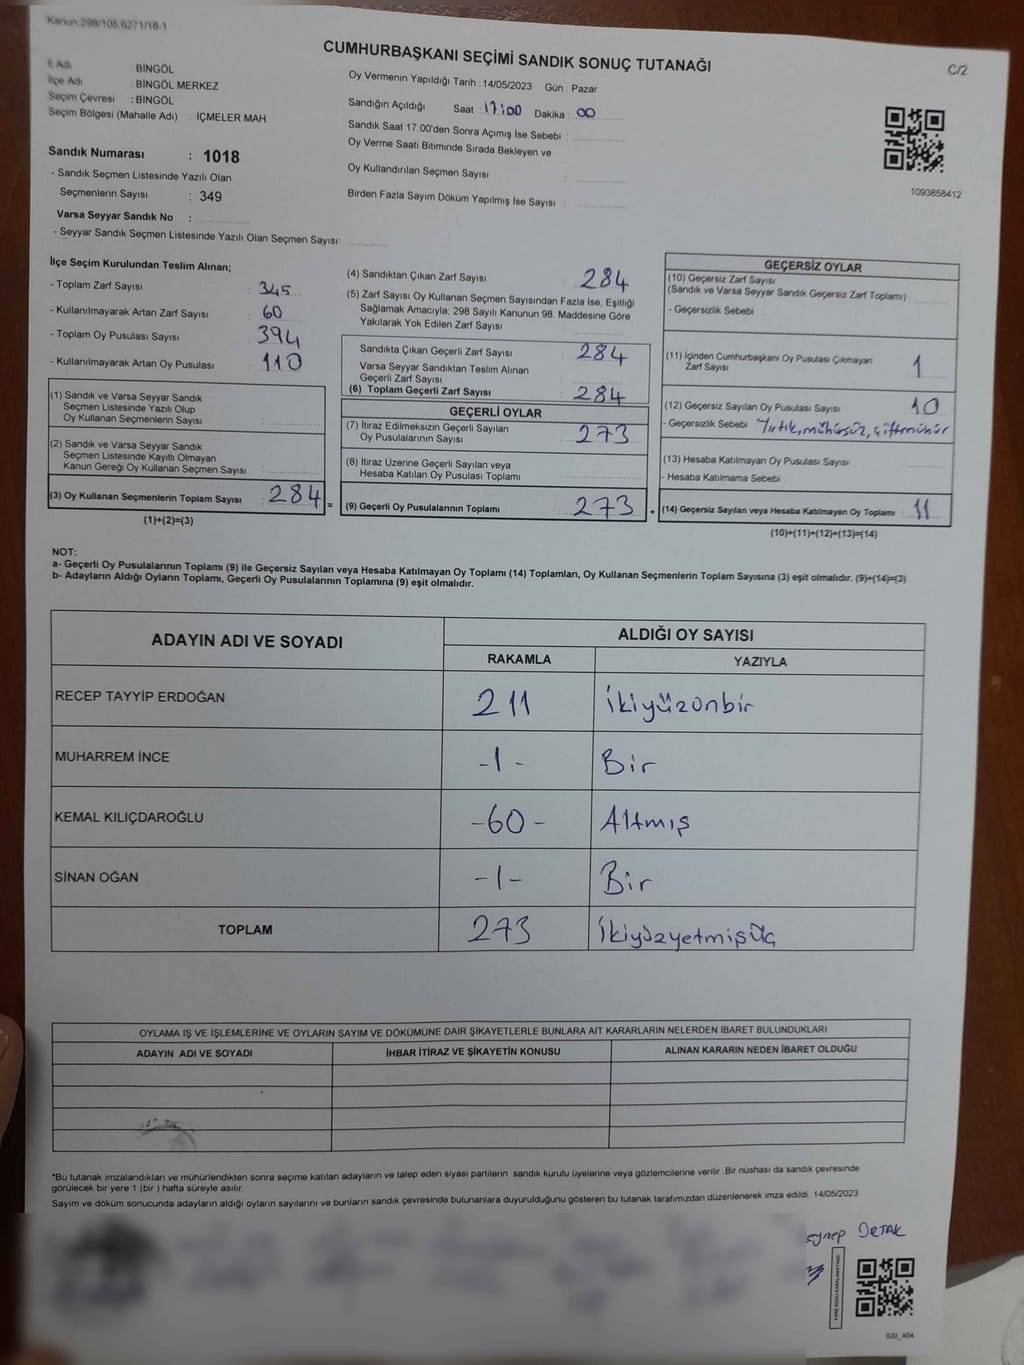 Kanun:298/105,6271/18-1
CUMHURBAŞKANI SEÇİMİ SANDIK SONUÇ TUTANAĞI
C/2
İl Adı : BİNGÖL
İlçe Adı : BİNGÖL MERKEZ
Seçim Çevresi : BİNGÖL
Seçim Bölgesi (Mahalle Adı) : İÇMELER MAH.
Oy Vermenin Yapıldığı Tarih : 14/05/2023 Gün : Pazar
Sandığın Açıldığı Saat : 17:00 Dakika : 00
Sandık Saat 17:00'den Sonra Açımış İse Sebebi :
Oy Verme Saati Bitiminde Sırada Bekleyen ve
Oy Kullandırılan Seçmen Sayısı :
Birden Fazla Sayım Döküm Yapılmış İse Sayısı :
1093858412
Sandık Numarası : 1018
- Sandık Seçmen Listesinde Yazılı Olan
Seçmenlerin Sayısı : 349
Varsa Seyyar Sandık No :
- Seyyar Sandık Seçmen Listesinde Yazılı Olan Seçmen Sayısı:
İlçe Seçim Kurulundan Teslim Alınan;
- Toplam Zarf Sayısı : 345
- Kullanılmayarak Artan Zarf Sayısı : 60
- Toplam Oy Pusulası Sayısı : 394
- Kullanılmayarak Artan Oy Pusulası : 110
(1) Sandık ve Varsa Seyyar Sandık
Seçmen Listesinde Yazılı Olup
Oy Kullanan Seçmenlerin Sayısı :
(2) Sandık ve Varsa Seyyar Sandık
Seçmen Listesinde Kayıtlı Olmayan
Kanun Gereği Oy Kullanan Seçmen Sayısı :
(3) Oy Kullanan Seçmenlerin Toplam Sayısı : 284 =
(1)+(2)=(3)
(4) Sandıktan Çıkan Zarf Sayısı : 284
(5) Zarf Sayısı Oy Kullanan Seçmen Sayısından Fazla İse, Eşitliği
Sağlamak Amacıyla; 298 Sayılı Kanunun 98. Maddesine Göre
Yakılarak Yok Edilen Zarf Sayısı :
Sandıkta Çıkan Geçerli Zarf Sayısı : 284
Varsa Seyyar Sandıktan Teslim Alınan
Geçerli Zarf Sayısı :
(6) Toplam Geçerli Zarf Sayısı : 284
GEÇERLİ OYLAR
(7) İtiraz Edilmeksizin Geçerli Sayılan
Oy Pusulalarının Sayısı : 273
(8) İtiraz Üzerine Geçerli Sayılan veya
Hesaba Katılan Oy Pusulası Toplamı :
(9) Geçerli Oy Pusulalarının Toplamı : 273 +
GEÇERSİZ OYLAR
(10) Geçersiz Zarf Sayısı
(Sandık ve Varsa Seyyar Sandık Geçersiz Zarf Toplamı)
- Geçersizlik Sebebi :
(11) İçinden Cumhurbaşkanı Oy Pusulası Çıkmayan
Zarf Sayısı : 1
(12) Geçersiz Sayılan Oy Pusulası Sayısı : 10
- Geçersizlik Sebebi Yırtık, mühürsüz, çift mühür
(13) Hesaba Katılmayan Oy Pusulası Sayısı :
- Hesaba Katılmama Sebebi :
(14) Geçersiz Sayılan veya Hesaba Katılmayan Oy Toplamı : 11
(10)+(11)+(12)+(13)=(14)
NOT:
a- Geçerli Oy Pusulalarının Toplamı (9) ile Geçersiz Sayılan veya Hesaba Katılmayan Oy Toplamı (14) Toplamları, Oy Kullanan Seçmenlerin Toplam Sayısına (3) eşit olmalıdır. (9)+(14)=(3)
b- Adayların Aldığı Oyların Toplamı, Geçerli Oy Pusulalarının Toplamına (9) eşit olmalıdır.
ADAYIN ADI VE SOYADI
ALDIĞI OY SAYISI
RAKAMLA YAZIYLA
RECEP TAYYİP ERDOĞAN 211 İkiyüzonbir
MUHARREM İNCE -1- Bir
KEMAL KILIÇDAROĞLU -60- Altmış
SİNAN OĞAN -1- Bir
TOPLAM 273 İkiyüzyetmişüç
OYLAMA İŞ VE İŞLEMLERİNE VE OYLARIN SAYIM VE DÖKÜMÜNE DAİR ŞİKAYETLERLE BUNLARA AİT KARARLARIN NELERDEN İBARET BULUNDUKLARI
ADAYIN ADI VE SOYADI İHBAR İTİRAZ VE ŞİKAYETİN KONUSU ALINAN KARARIN NEDEN İBARET OLDUĞU
*Bu tutanak imzalandıktan ve mühürlendikten sonra seçime katılan adayların ve talep eden siyasi partilerin sandık kurulu üyelerine veya gözlemcilerine verilir. Bir nüshası da sandık çevresinde
görülecek bir yere 1 (bir ) hafta süreyle asılır.
Sayım ve döküm sonucunda adayların aldığı oyların sayılarını ve bunların sandık çevresinde bulunanlara duyurulduğunu gösteren bu tutanak tarafımızdan düzenlenerek imza edildi. 14/05/2023
eynep ORTAK
SSI_404